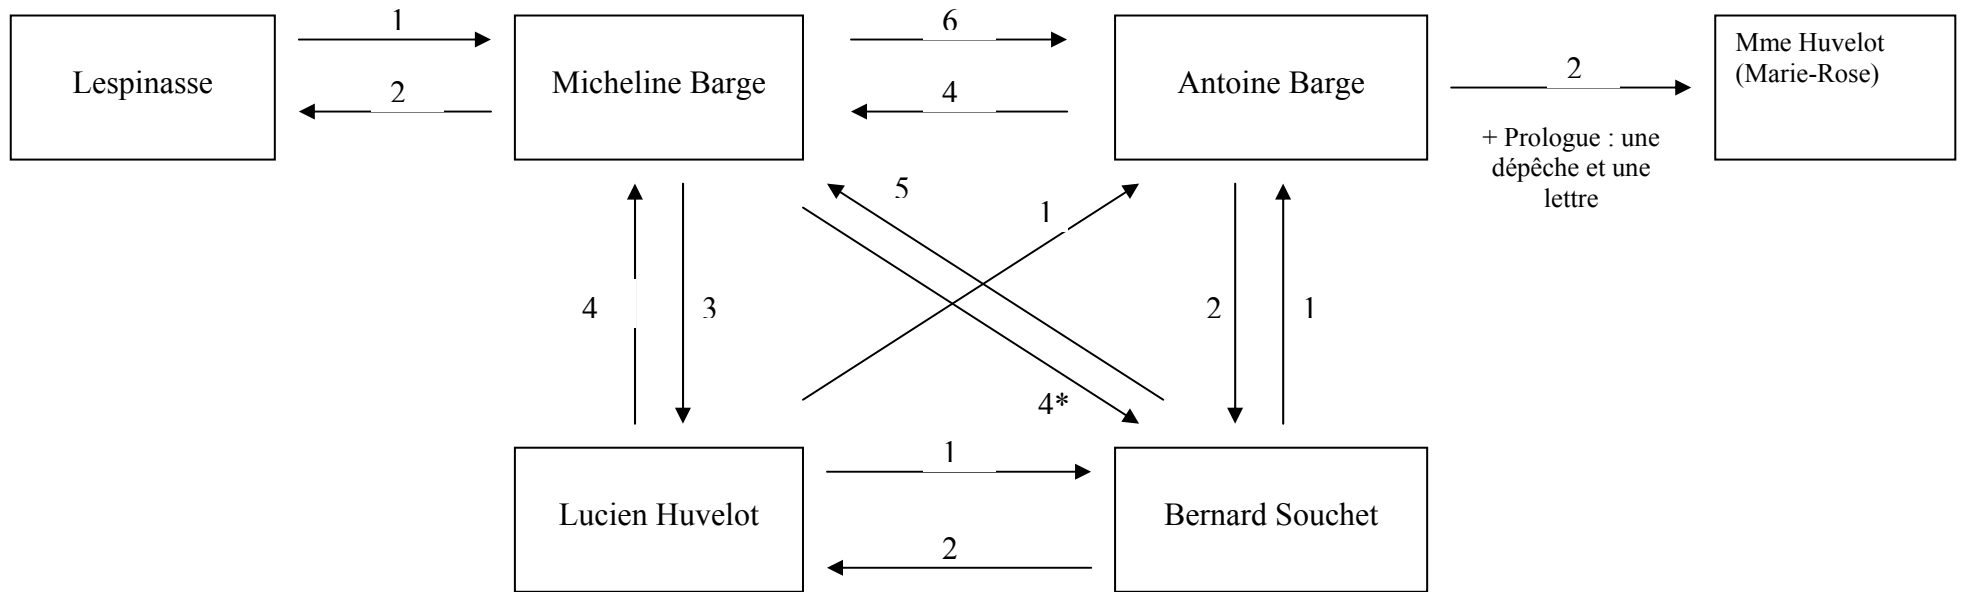 1
6
Mme Huvelot
(Marie-Rose)
Lespinasse
Micheline Barge
Antoine Barge
2
2
4
+ Prologue : une
dépêche et une
lettre
5
1
4
3
2
1
4*
1
Lucien Huvelot
Bernard Souchet
2